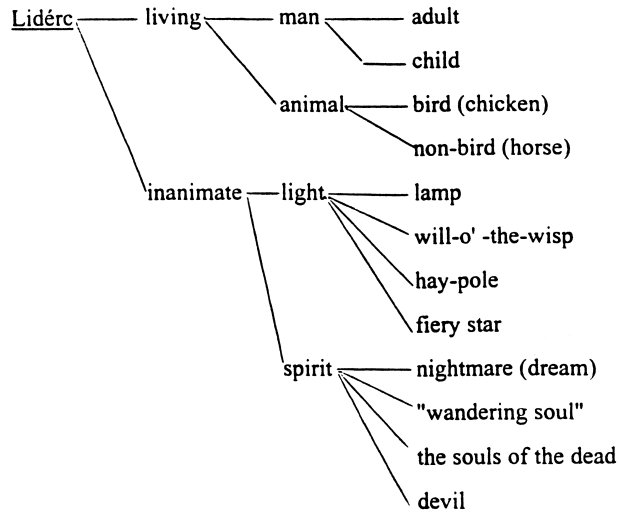 Lidérc living man adult
child
animal bird (chicken)
non-bird (horse)
inanimate light lamp
will-o' -the-wisp
hay-pole
fiery star
spirit nightmare (dream)
"wandering soul"
the souls of the dead
devil